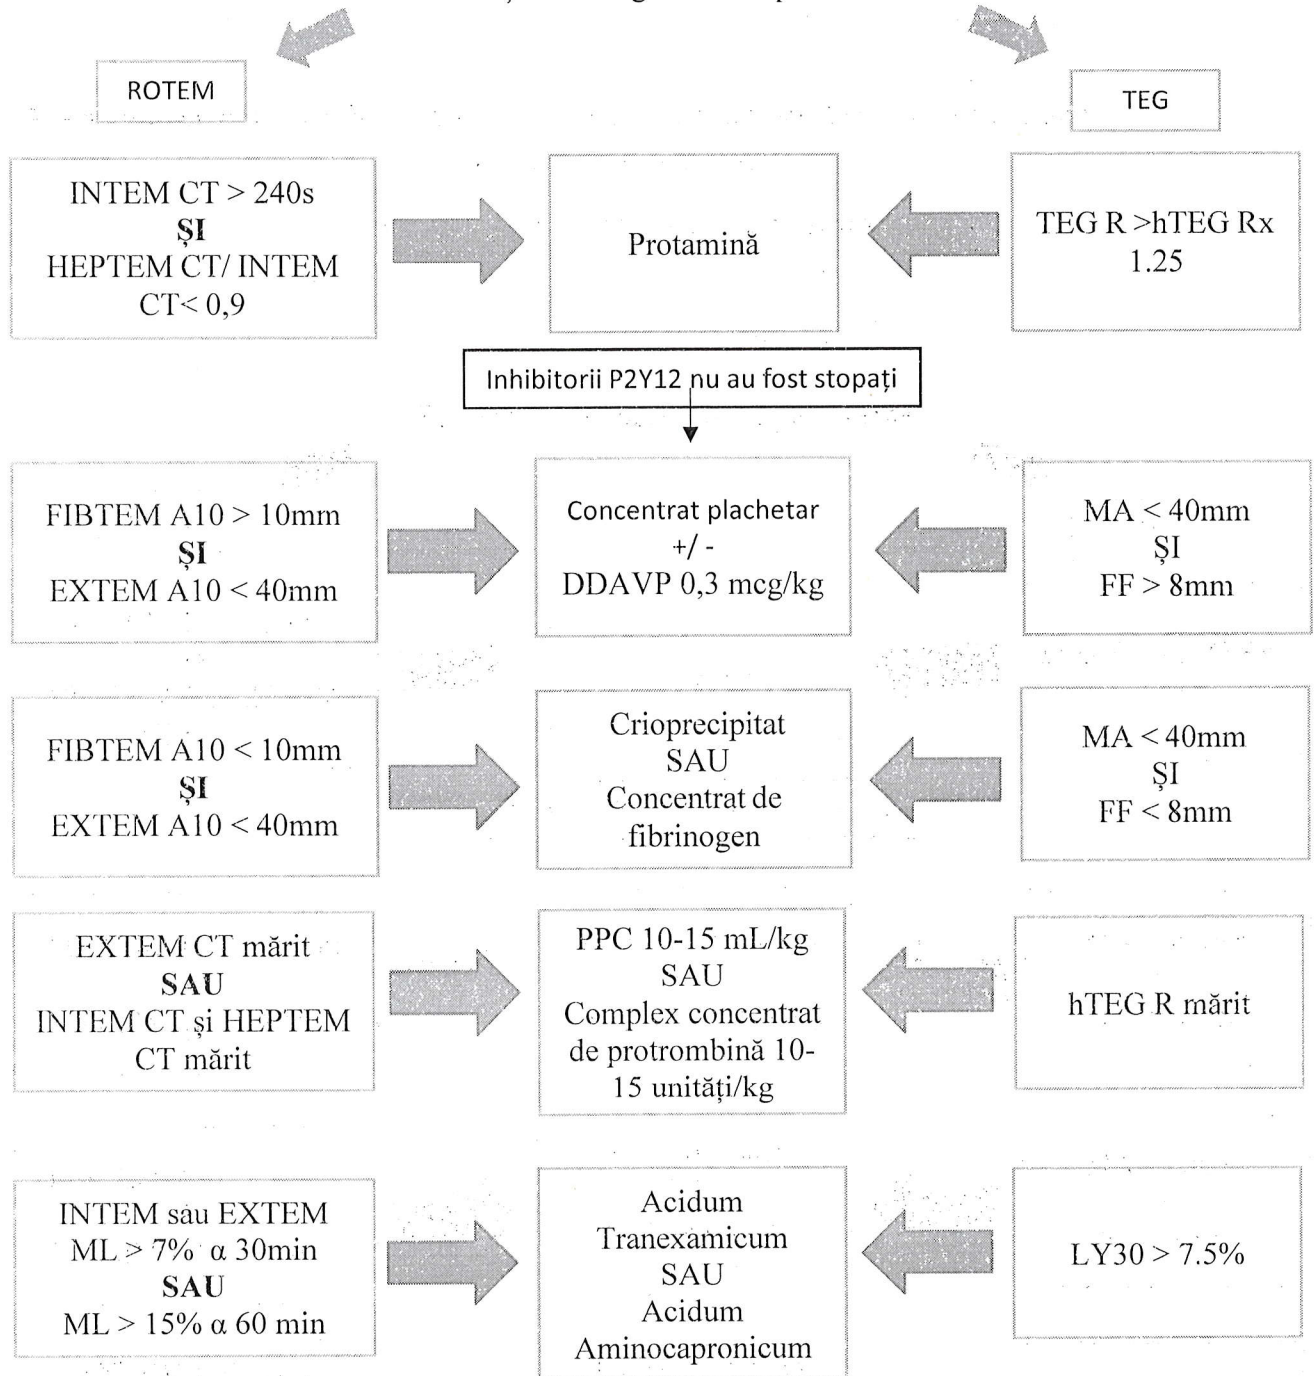 ROTEM
TEG
INTEM CT > 240s
ȘI
HEPTEM CT/ INTEM
CT< 0,9
Protamină
TEG R >hTEG Rx
1.25
Inhibitorii P2Y12 nu au fost stopați
FIBTEM A10 > 10mm
ȘI
EXTEM A10 < 40mm
Concentrat plachetar
+/ -
DDAVP 0,3 mcg/kg
MA < 40mm
ȘI
FF > 8mm
FIBTEM A10 < 10mm
ȘI
EXTEM A10 < 40mm
Crioprecipitat
SAU
Concentrat de
fibrinogen
MA < 40mm
ȘI
FF < 8mm
EXTEM CT mărit
SAU
INTEM CT și HEPTEM
CT mărit
PPC 10-15 mL/kg
SAU
Complex concentrat
de protrombină 10-
15 unități/kg
hTEG R mărit
INTEM sau EXTEM
ML > 7% α 30min
SAU
ML > 15% α 60 min
Acidum
Tranexamicum
SAU
Acidum
Aminocapronicum
LY30 > 7.5%